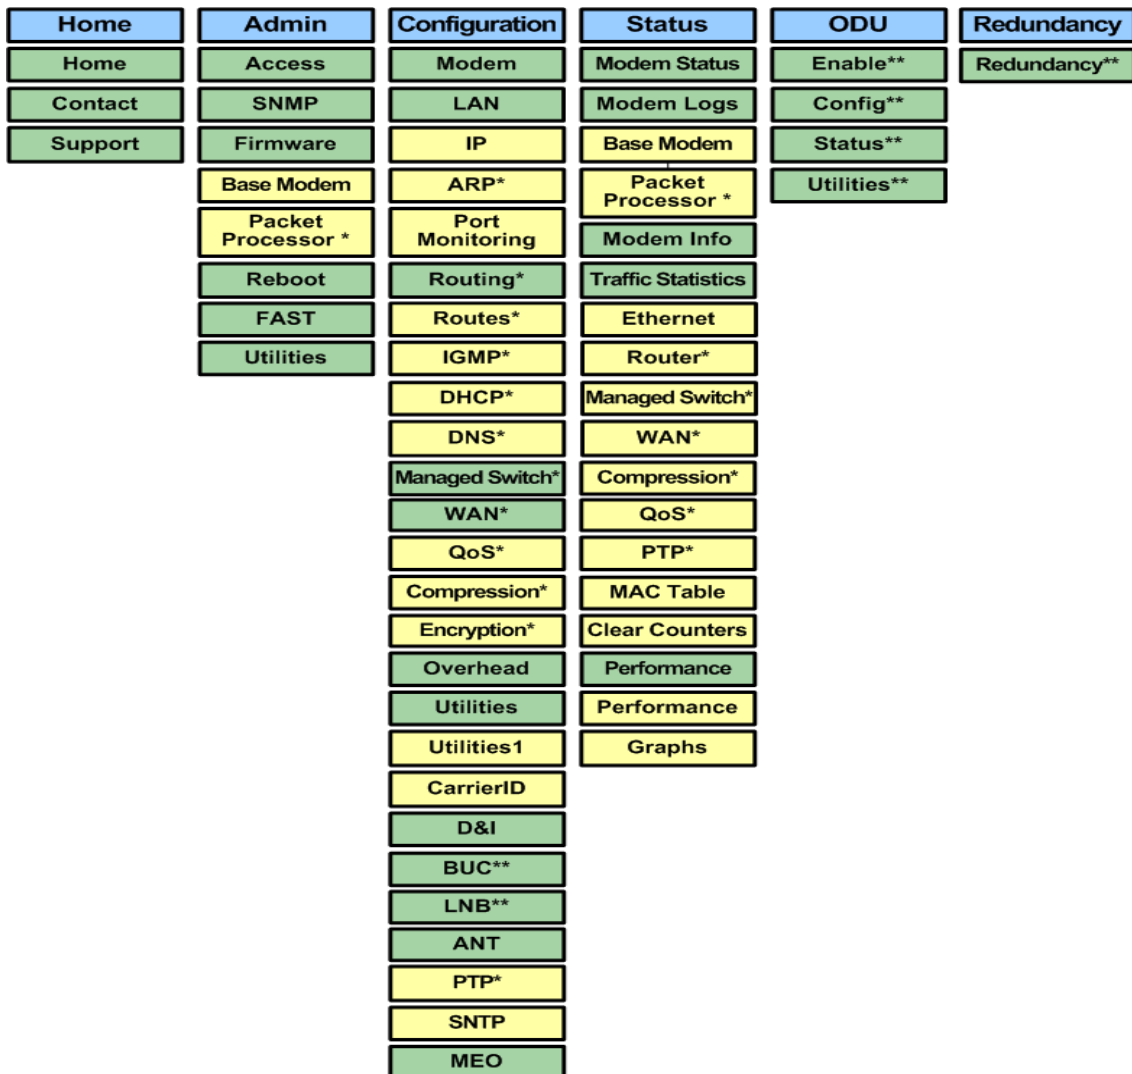 Home
Home
Contact
Support
Admin
Access
SNMP
Firmware
Base Modem
Packet
Processor *
Reboot
FAST
Utilities
Configuration
Modem
LAN
IP
ARP*
Port
Monitoring
Routing*
Routes*
IGMP*
DHCP*
DNS*
Managed Switch*
WAN*
QoS*
Compression*
Encryption*
Overhead
Utilities
Utilities1
CarrierID
D&I
BUC**
LNB**
ANT
PTP*
SNTP
MEO
Status
Modem Status
Modem Logs
Base Modem
Packet
Processor *
Modem Info
Traffic Statistics
Ethernet
Router*
Managed Switch*
WAN*
Compression*
QoS*
PTP*
MAC Table
Clear Counters
Performance
Performance
Graphs
ODU
Enable**
Config**
Status**
Utilities**
Redundancy
Redundancy**